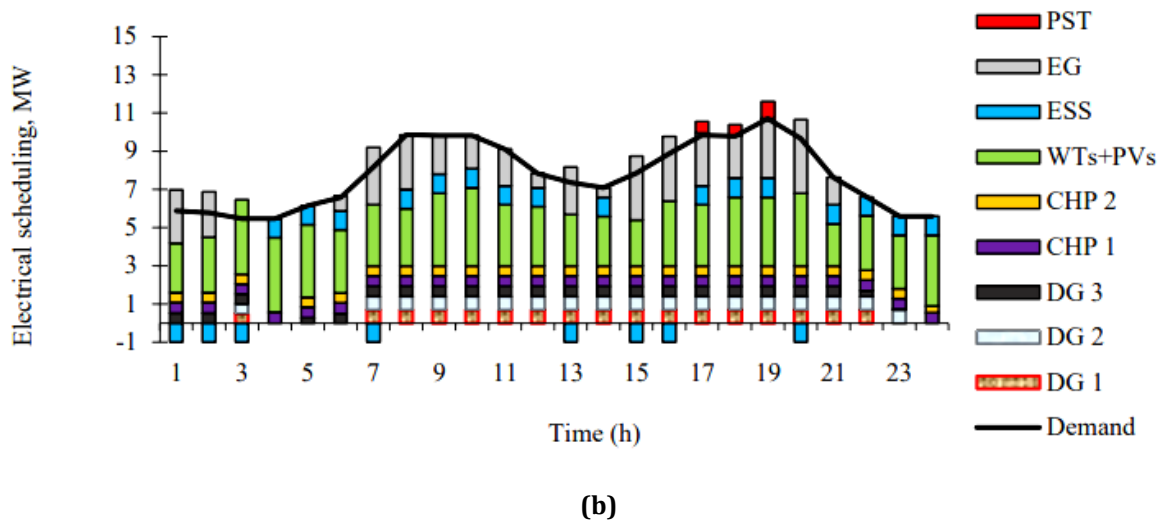 Electrical scheduling, MW
15
13
11
9
7
5
3
1
-1
1 3 5 7 9 11 13 15 17 19 21 23
Time (h)
PST
EG
ESS
WTs+PVs
CHP 2
CHP 1
DG 3
DG 2
DG 1
Demand
(b)